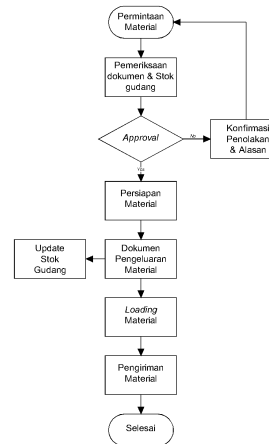 Permintaan
Material
Pemeriksaan
dokumen & Stok
gudang
Approval
No
Konfirmasi
Penolakan
& Alasan
Yes
Persiapan
Material
Update
Stok
Gudang
Dokumen
Pengeluaran
Material
Loading
Material
Pengiriman
Material
Selesai